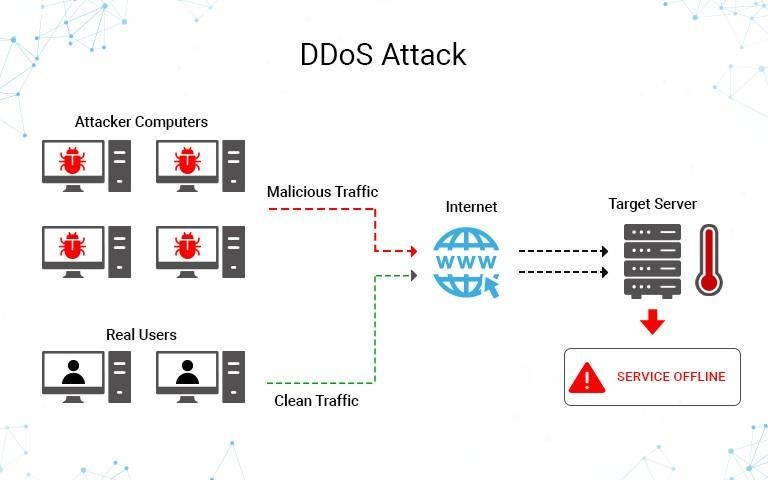 DDoS Attack
Attacker Computers
Malicious Traffic
Internet
Target Server
www
Real Users
Clean Traffic
SERVICE OFFLINE